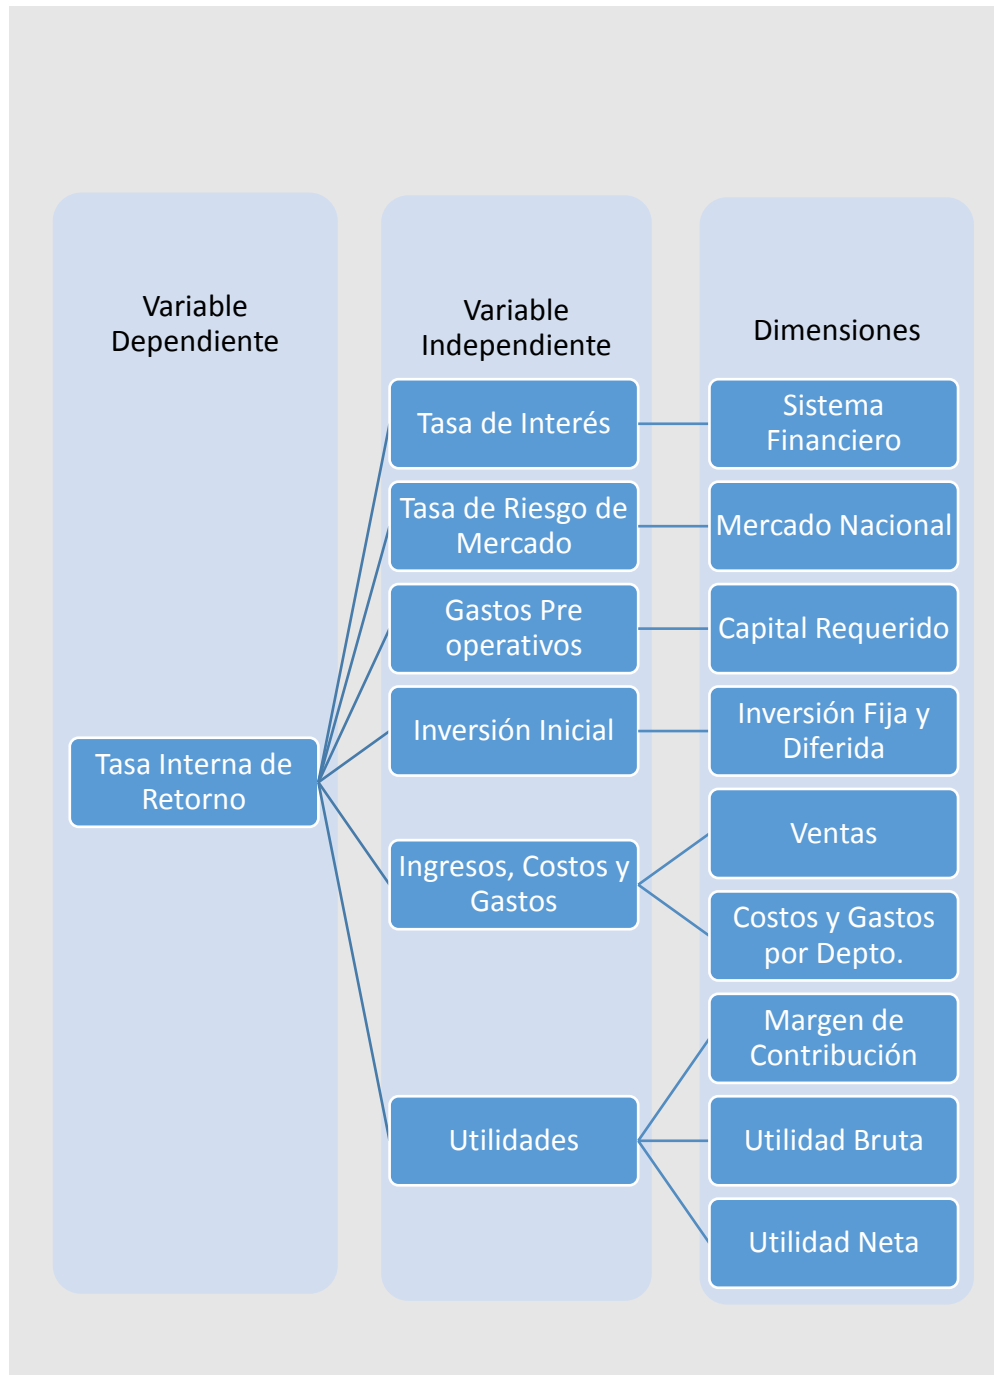 Variable
Dependiente
Tasa Interna de
Retorno
Variable
Independiente
Tasa de Interés
Tasa de Riesgo de
Mercado
Gastos Pre
operativos
Inversión Inicial
Ingresos, Costos y
Gastos
Utilidades
Dimensiones
Sistema
Financiero
Mercado Nacional
Capital Requerido
Inversión Fija y
Diferida
Ventas
Costos y Gastos
por Depto.
Margen de
Contribución
Utilidad Bruta
Utilidad Neta